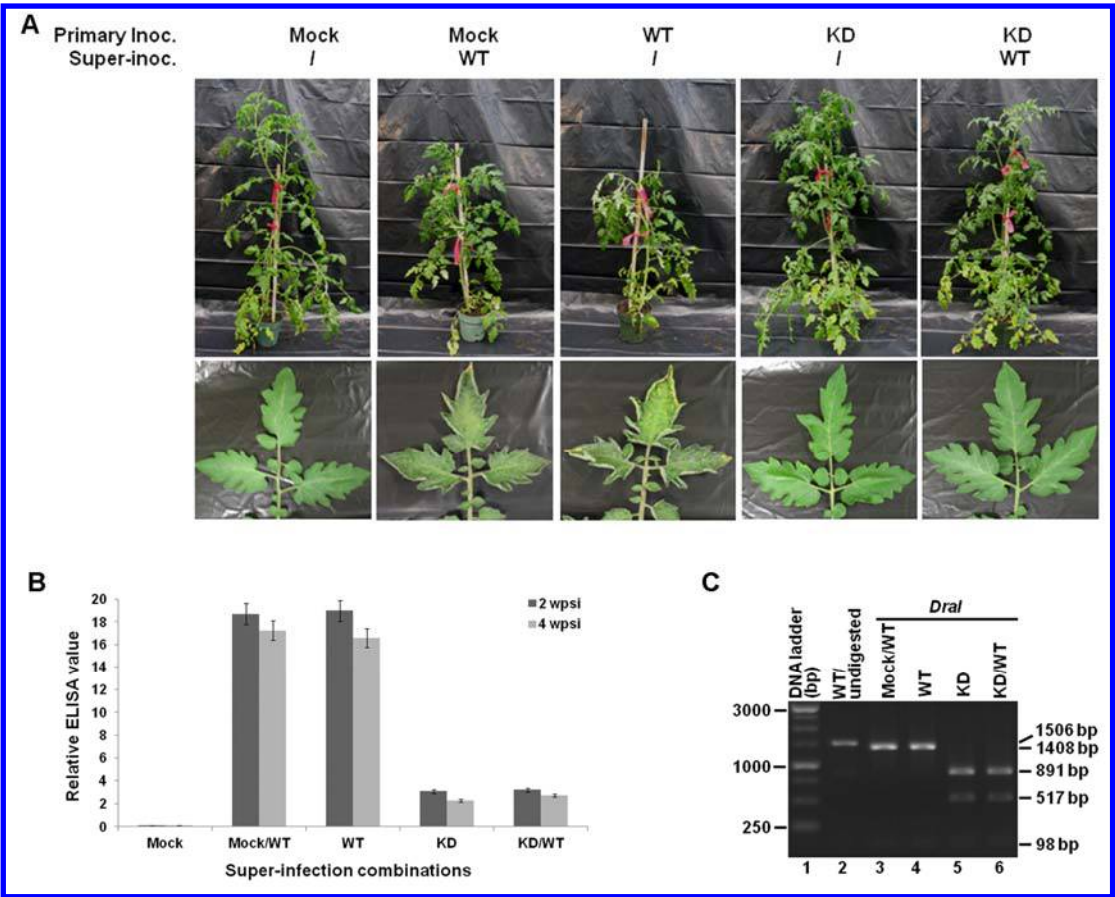 A
Primary Inoc. Mock Mock WT KD KD
Super-inoc. / WT / / WT
B
Relative ELISA value
20
18
16
14
12
10
8
6
4
2
0
2 wpsi
4 wpsi
Mock Mock/WT WT KD KD/WT
Super-infection combinations
C
DraI
DNA ladder
(bp)
WT/
undigested
Mock/WT
WT
KD
KD/WT
3000
1000
250
1506 bp
1408 bp
891 bp
517 bp
98 bp
1 2 3 4 5 6